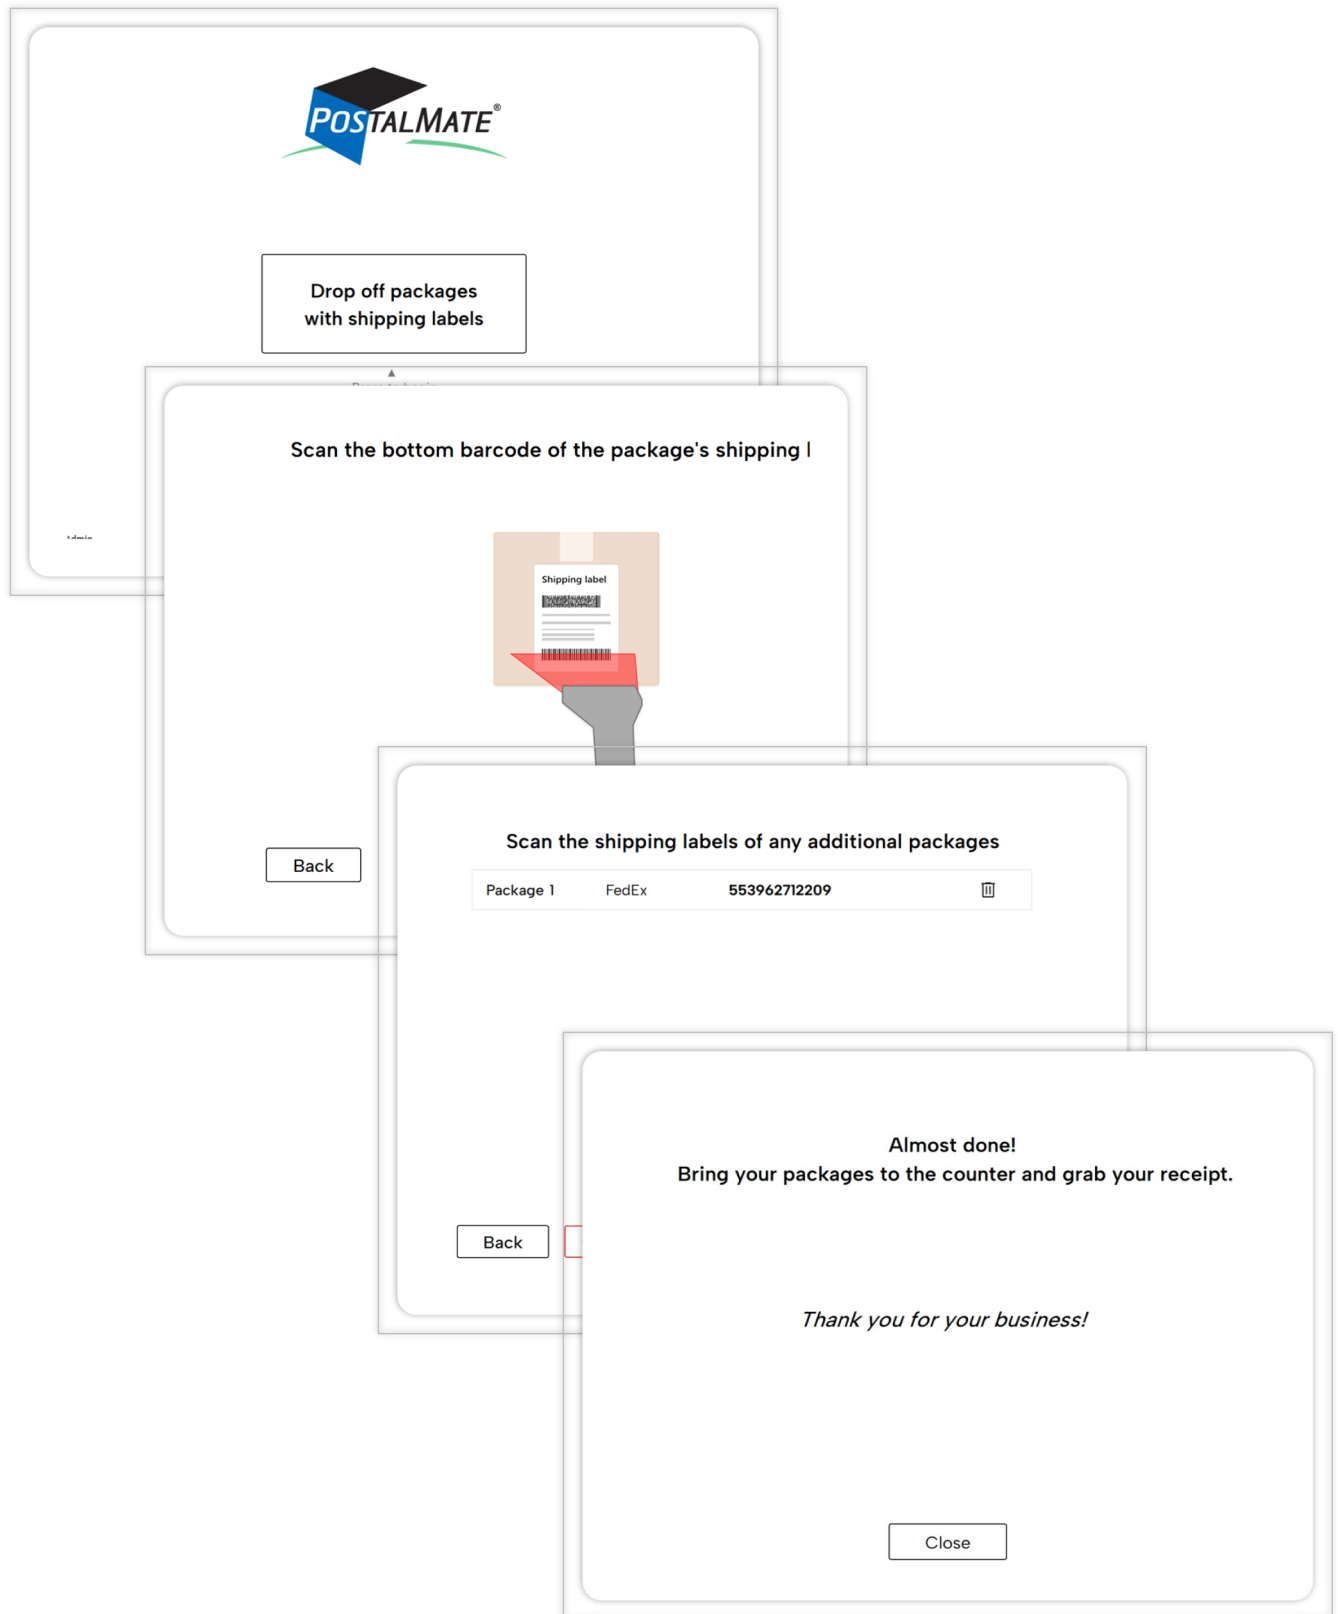 POSTALMATE®
Drop off packages
with shipping labels
▲
Scan the bottom barcode of the package's shipping l
Shipping label
Back
Scan the shipping labels of any additional packages
Package 1 FedEx 553962712209
Back
Almost done!
Bring your packages to the counter and grab your receipt.
Thank you for your business!
Close